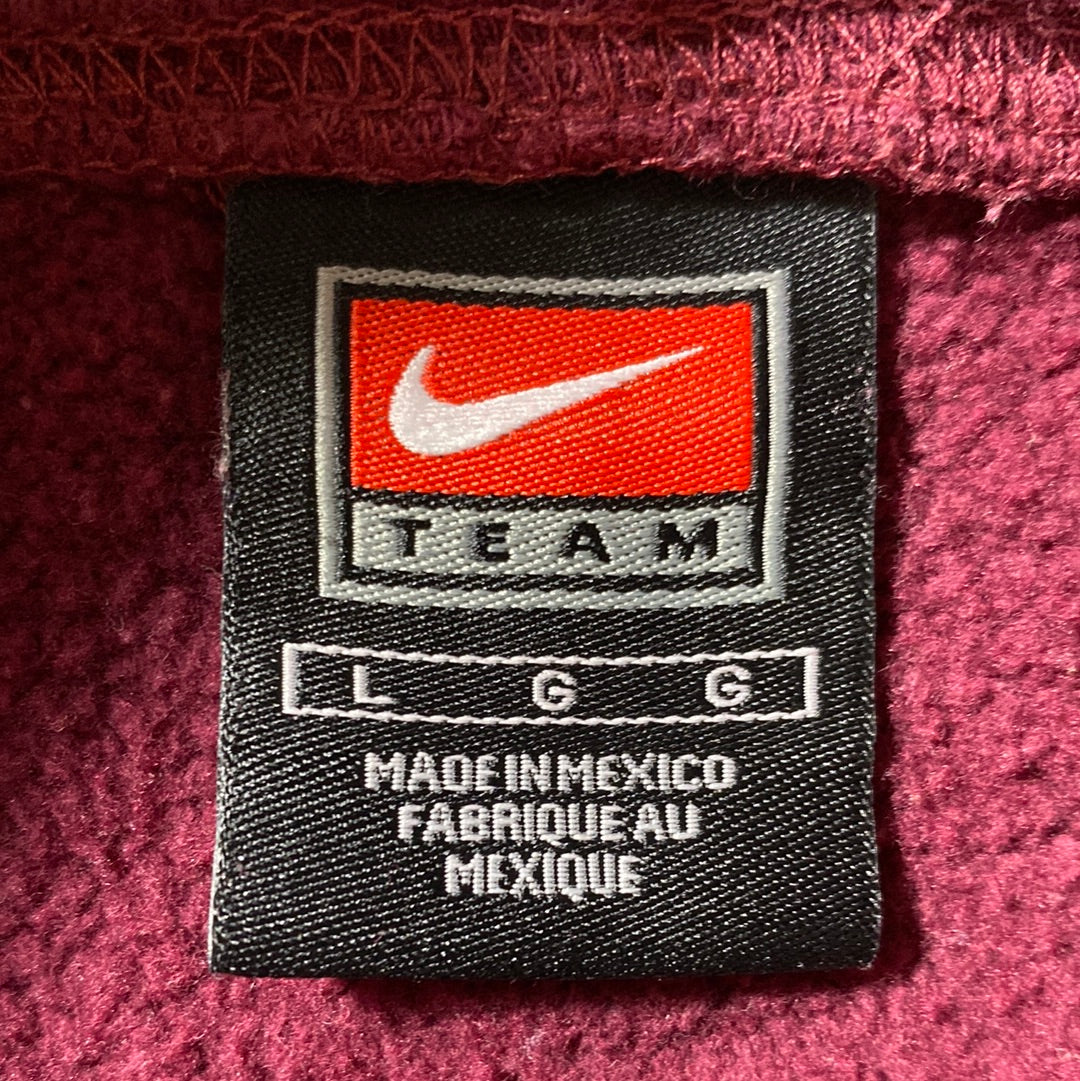 TEAM
L G G
MADE IN MEXICO
FABRIQUE AU
MEXIQUE